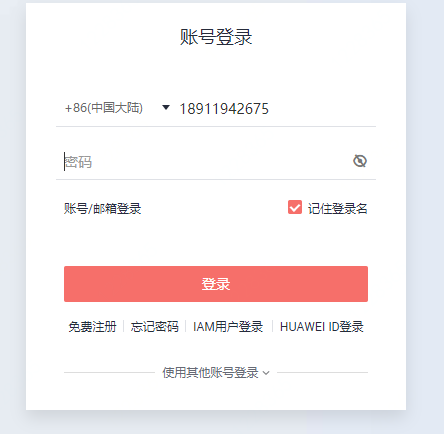 账号登录
+86(中国大陆) 18911942675
密码
账号/邮箱登录 记住登录名
登录
免费注册 忘记密码 IAM用户登录 HUAWEI ID登录
使用其他账号登录